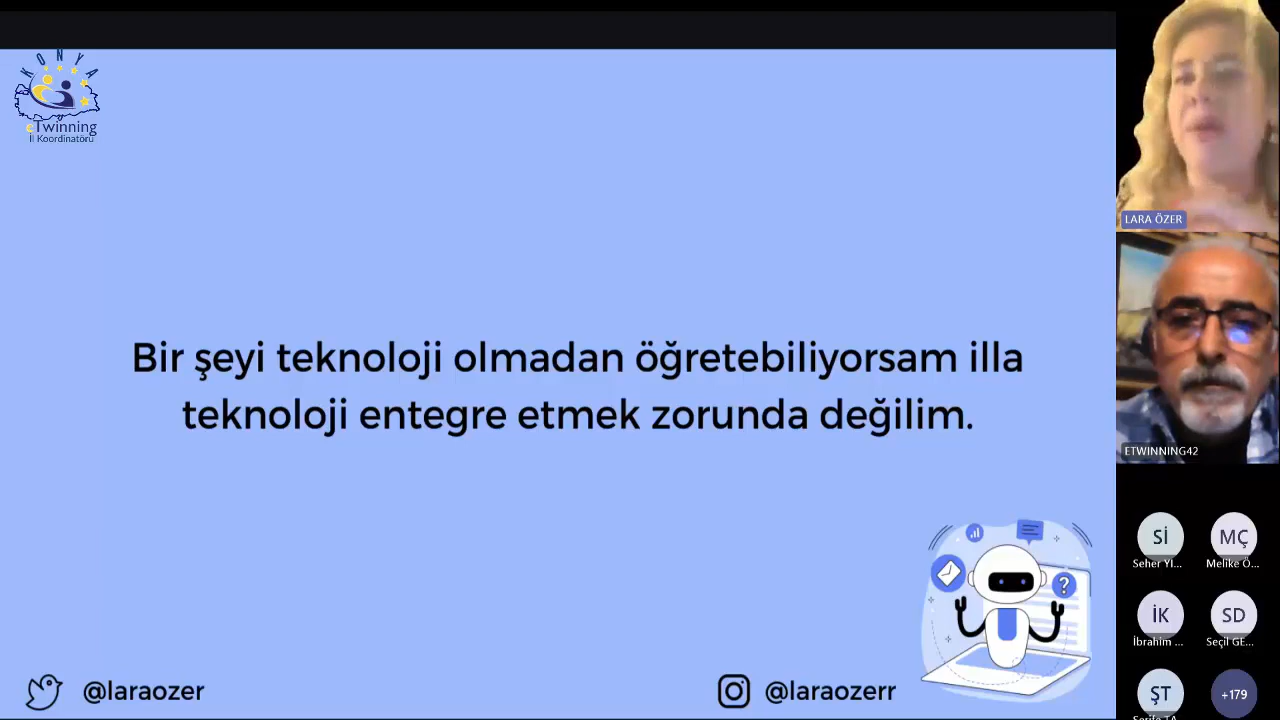 KONYA
eTwinning
İl Koordinatörü
Bir şeyi teknoloji olmadan öğretebiliyorsam illa
teknoloji entegre etmek zorunda değilim.
?
@laraozer
@laraozerr
LARA ÖZER
ETWINNING42
Sİ
MÇ
Seher YI...
Melike Ö...
İK
SD
İbrahim ...
Seçil GE...
ŞT
+179